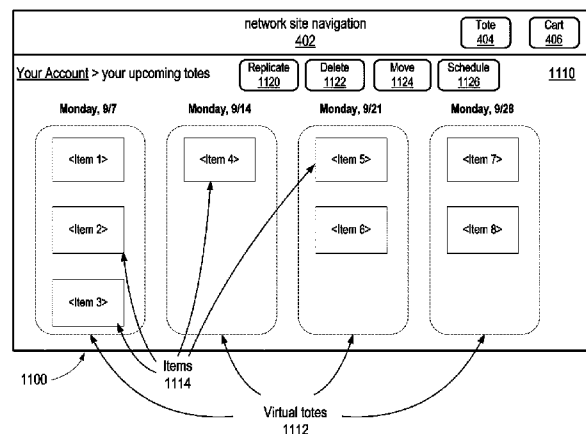 network site navigation
402
Tote
404
Cart
406
Your Account > your upcoming totes
Replicate
1120
Delete
1122
Move
1124
Schedule
1126
1110
Monday, 9/7
Monday, 9/14
Monday, 9/21
Monday, 9/28
<Item 1>
<Item 4>
<Item 5>
<Item 7>
<Item 2>
<Item 6>
<Item 8>
<Item 3>
1100
Items
1114
Virtual totes
1112